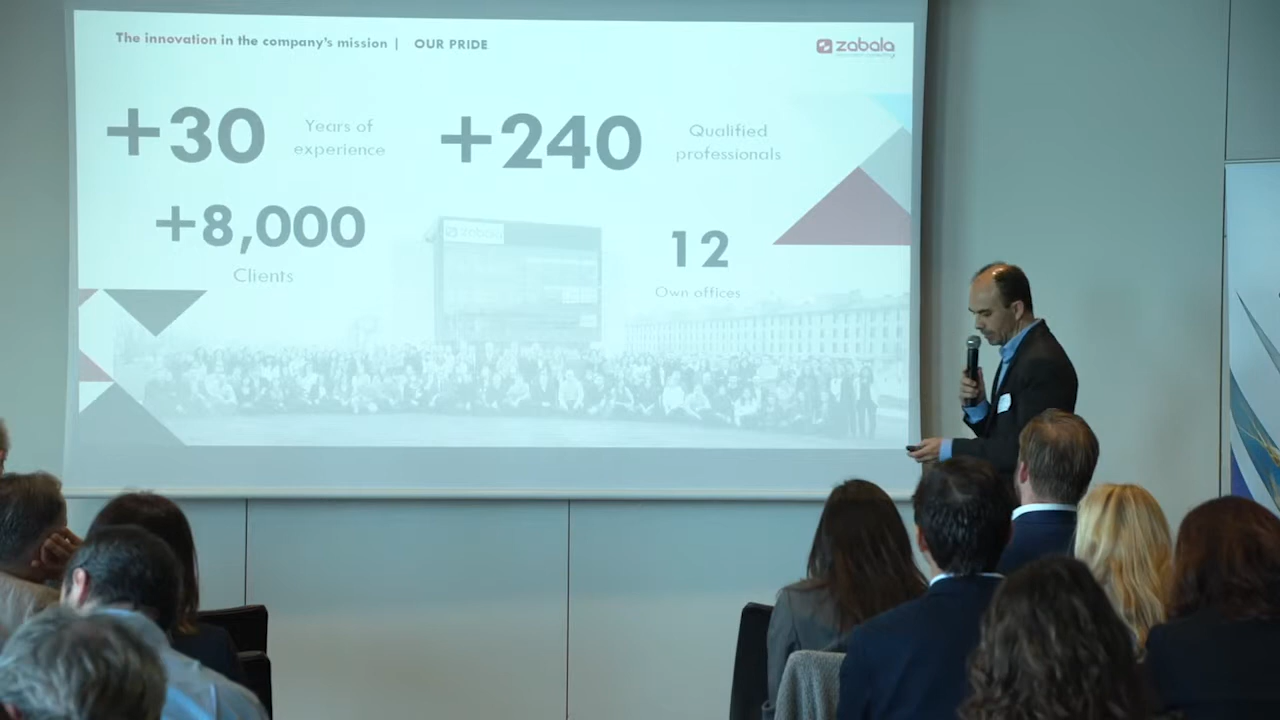 The innovation in the company's mission | OUR PRIDE
zabala
+30
Years of
experience
+240
Qualified
professionals
+8,000
Clients
zabala
12
Own offices